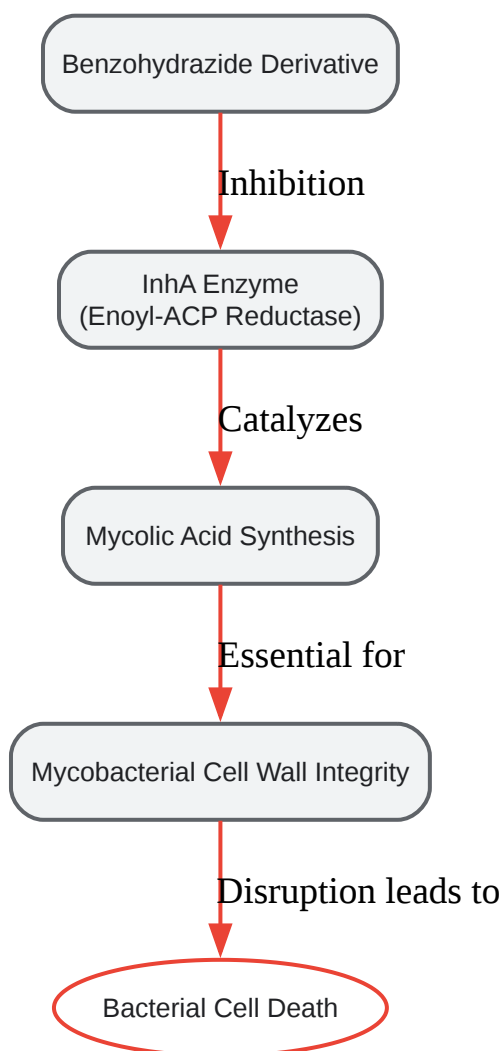 Benzohydrazide Derivative
Inhibition
InhA Enzyme
(Enoyl-ACP Reductase)
Catalyzes
Mycolic Acid Synthesis
Essential for
Mycobacterial Cell Wall Integrity
Disruption leads to
Bacterial Cell Death